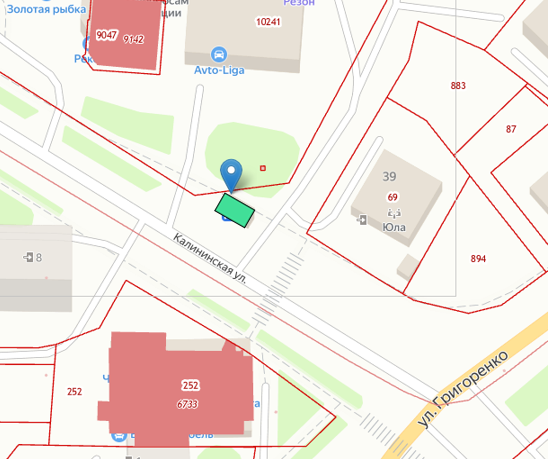 Золотая рыбка
9047
9142
10241
Резон
Avto-Liga
883
87
39
69
Юла
894
8
Калининская ул.
ул. Григоренко
252
252
6733